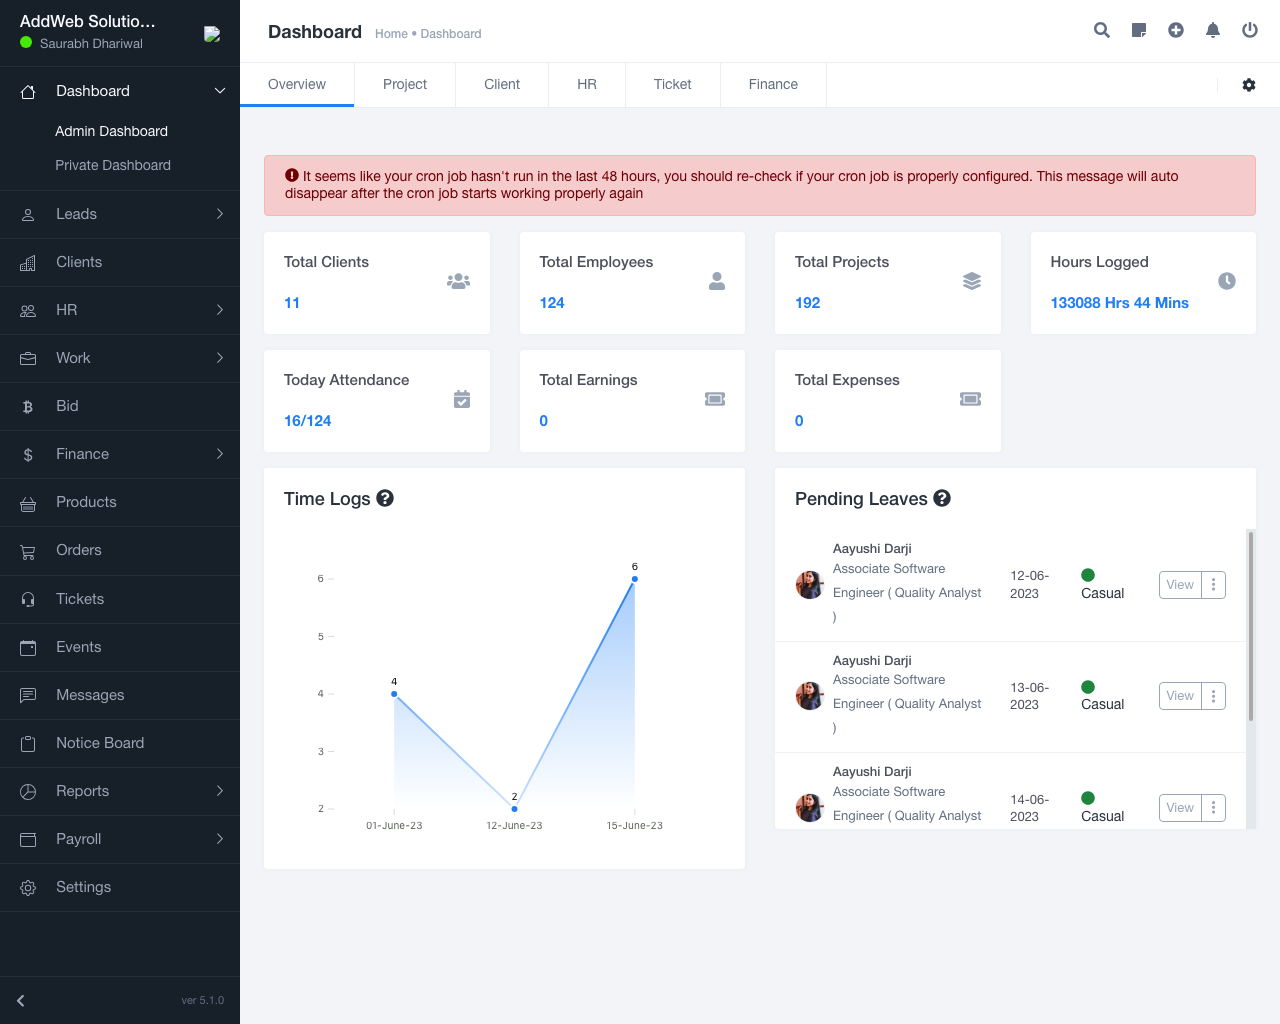 AddWeb Solutio...
Saurabh Dhariwal
Dashboard
Admin Dashboard
Private Dashboard
Leads
Clients
HR
Work
Bid
Finance
Products
Orders
Tickets
Events
Messages
Notice Board
Reports
Payroll
Settings
ver 5.1.0
Dashboard Home • Dashboard
Overview Project Client HR Ticket Finance
It seems like your cron job hasn't run in the last 48 hours, you should re-check if your cron job is properly configured. This message will auto
disappear after the cron job starts working properly again
Total Clients
11
Total Employees
124
Total Projects
192
Hours Logged
133088 Hrs 44 Mins
Today Attendance
16/124
Total Earnings
0
Total Expenses
0
Time Logs
6
5
4
3
2
4
2
6
01-June-23 12-June-23 15-June-23
Pending Leaves
Aayushi Darji
Associate Software
Engineer ( Quality Analyst
)
12-06-
2023
Casual
View
Aayushi Darji
Associate Software
Engineer ( Quality Analyst
)
13-06-
2023
Casual
View
Aayushi Darji
Associate Software
Engineer ( Quality Analyst
14-06-
2023
Casual
View